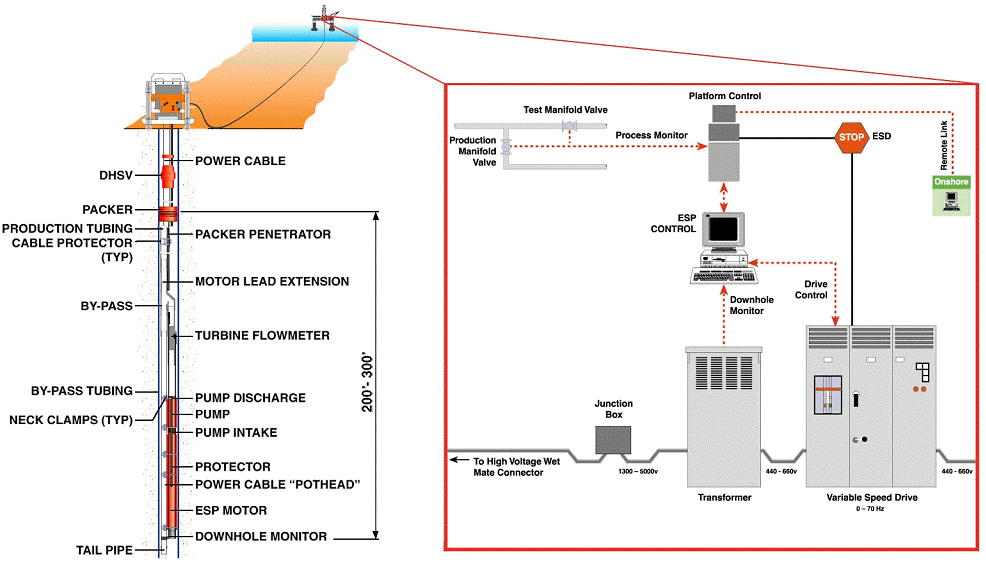 POWER CABLE
DHSV
PACKER
PRODUCTION TUBING
CABLE PROTECTOR
(TYP)
PACKER PENETRATOR
MOTOR LEAD EXTENSION
BY-PASS
TURBINE FLOWMETER
200'- 300'
BY-PASS TUBING
PUMP DISCHARGE
NECK CLAMPS (TYP)
PUMP
PUMP INTAKE
PROTECTOR
POWER CABLE “POTHEAD”
ESP MOTOR
DOWNHOLE MONITOR
TAIL PIPE
Platform Control
Test Manifold Valve
Process Monitor
Production
Manifold
Valve
STOP
ESD
Remote Link
Onshore
ESP
CONTROL
Downhole
Monitor
Drive
Control
Junction
Box
To High Voltage Wet
Mate Connector
1300 – 5000v
440 - 660v
440 - 660v
Transformer
Variable Speed Drive
0 – 70 Hz